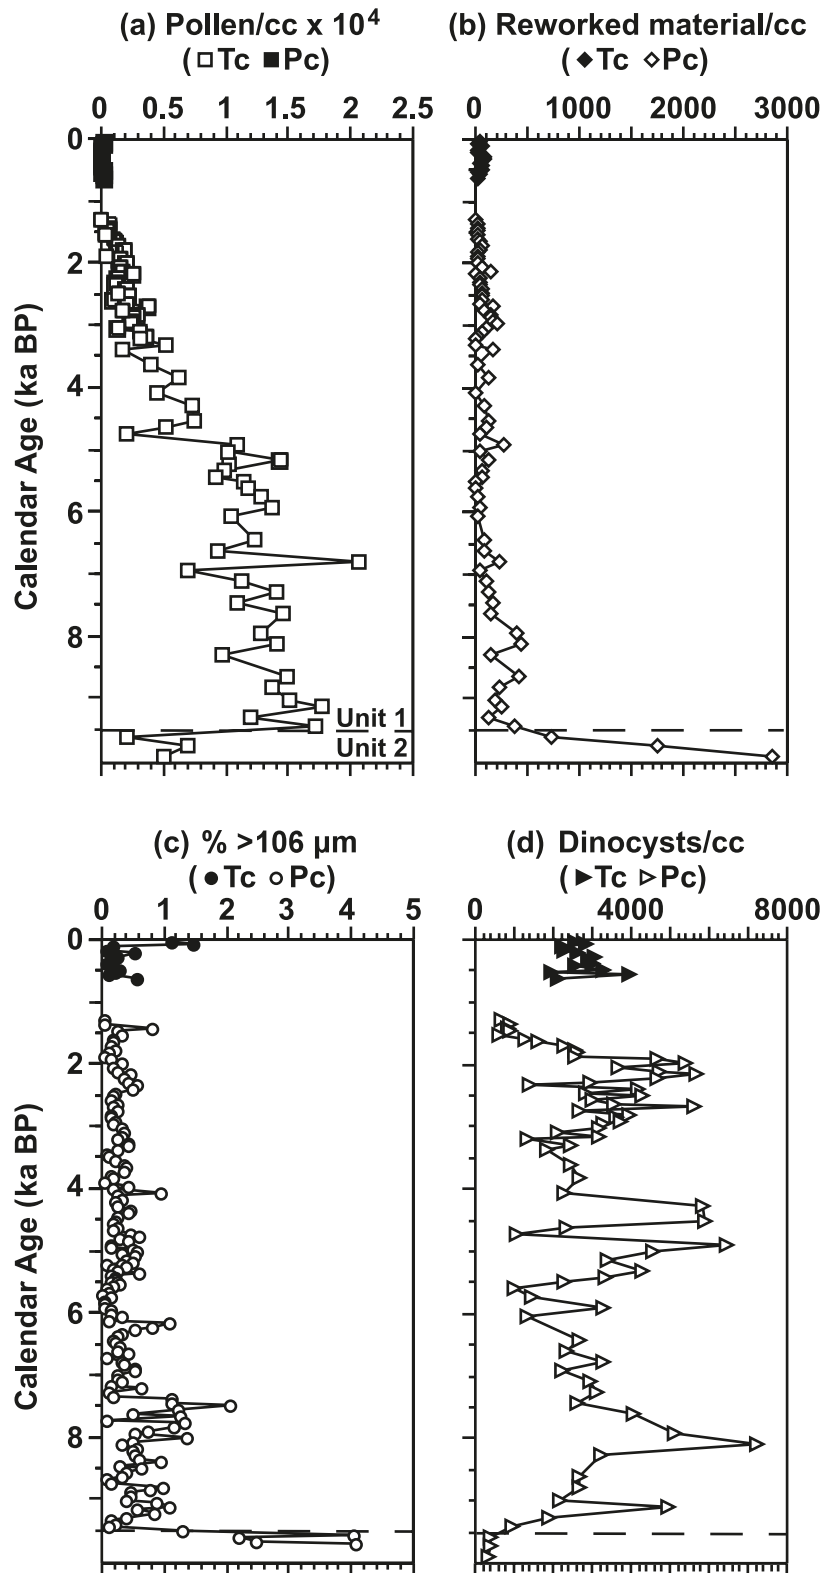 (a) Pollen/cc x 10⁴
(□Tc ■Pc)
0 0.5 1 1.5 2 2.5
(b) Reworked material/cc
(◆Tc ◇Pc)
0 1000 2000 3000
0
2
4
6
8
Calendar Age (ka BP)
Unit 1
Unit 2
(c) % >106 µm
(●Tc ○Pc)
0 1 2 3 4 5
(d) Dinocysts/cc
(▶Tc ▷Pc)
0 4000 8000
0
2
4
6
8
Calendar Age (ka BP)